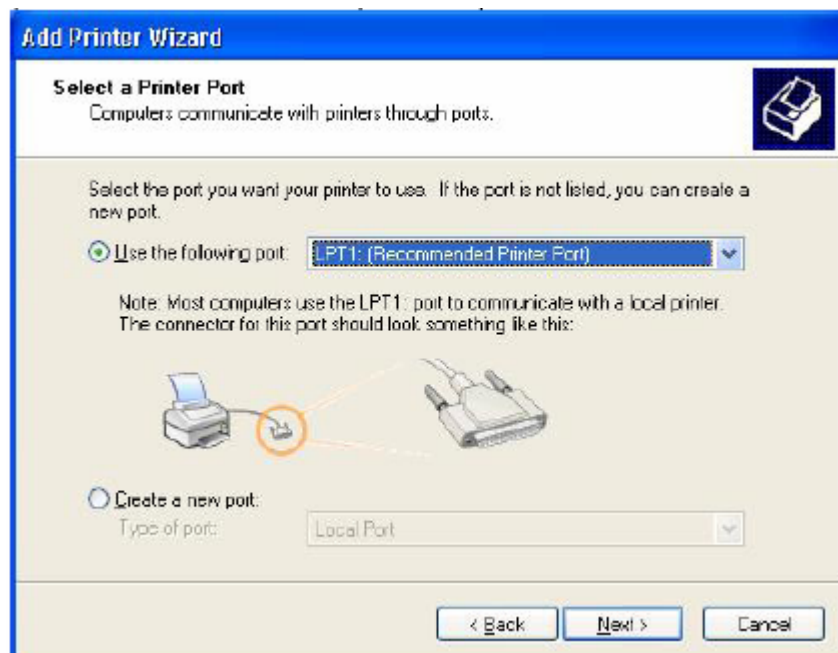 Add Printer Wizard
Select a Printer Port
Computers communicate with printers through ports.
Select the port you want your printer to use. If the port is not listed, you can create a
new port.
Use the following port:
LPT1: (Recommended Printer Port)
Note: Most computers use the LPT1: port to communicate with a local printer.
The connector for this port should look something like this:
Create a new port:
Type of port:
Local Port
< Back
Next >
Cancel